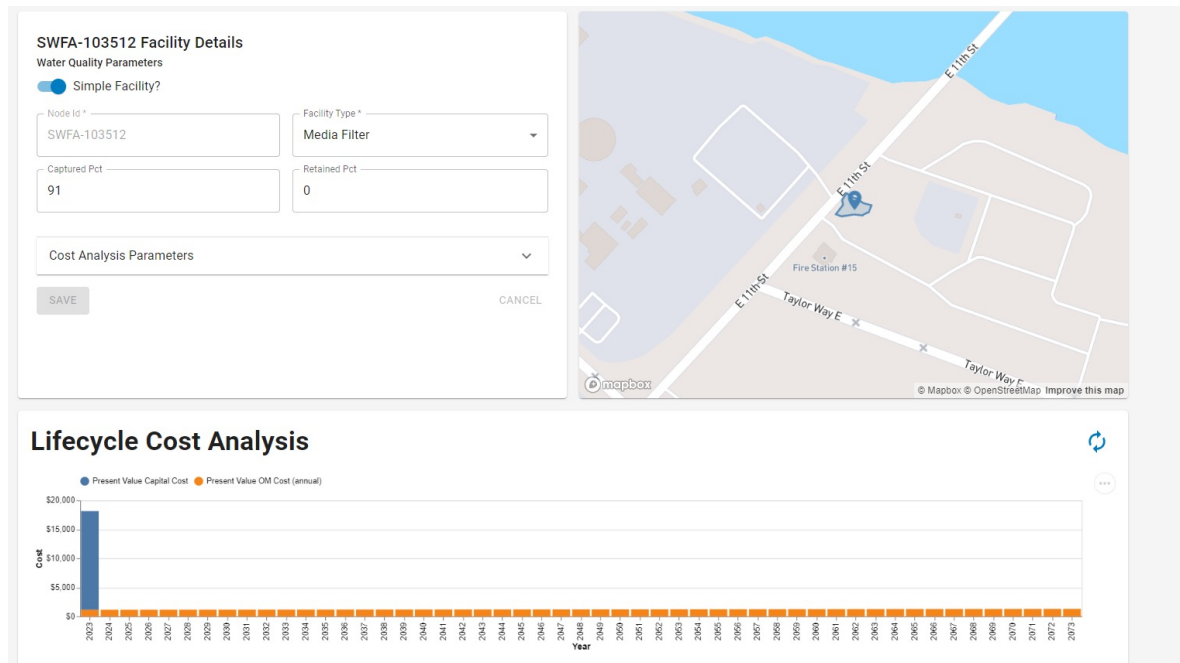 SWFA-103512 Facility Details
Water Quality Parameters
Simple Facility?
Node Id *
SWFA-103512
Facility Type *
Media Filter
Captured Pct
91
Retained Pct
0
Cost Analysis Parameters
SAVE
CANCEL
E 11th St
E 11th St
Fire Station #15
E 11th St
Taylor Way E
Taylor Way E
mapbox
© Mapbox © OpenStreetMap Improve this map
Lifecycle Cost Analysis
Present Value Capital Cost
Present Value OM Cost (annual)
$20,000
$15,000
$10,000
$5,000
$0
Cost
2023
2024
2025
2026
2027
2028
2029
2030
2031
2032
2033
2034
2035
2036
2037
2038
2039
2040
2041
2042
2043
2044
2045
2046
2047
2048
2049
2050
2051
2052
2053
2054
2055
2056
2057
2058
2059
2060
2061
2062
2063
2064
2065
2066
2067
2068
2069
2070
2071
2072
2073
Year